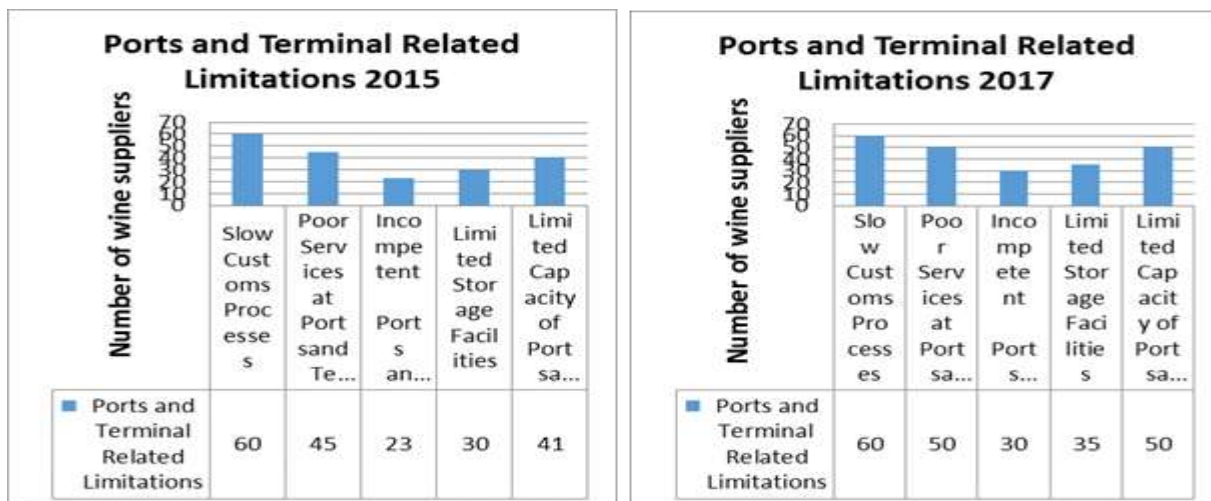 Ports and Terminal Related
Limitations 2015
Number of wine suppliers
70
60
50
40
30
20
10
0
Slow
Cust
oms
Proc
esse
s
Poor
Serv
ices
at
Port
sand
Te...
Inco
mpe
tent
Port
s
an...
Limi
ted
Stor
age
Facil
ities
Limi
ted
Cap
acity
of
Port
sa...
Ports and
Terminal
Related
Limitations
60
45
23
30
41
Ports and Terminal Related
Limitations 2017
Number of wine suppliers
70
60
50
40
30
20
10
0
Slo
w
Cust
oms
Pro
cess
es
Poo
r
Serv
ices
at
Port
sa...
Inco
mp
ete
nt
Port
s...
Limi
ted
Stor
age
Faci
litie
s
Limi
ted
Cap
acit
y of
Port
sa...
Ports and
Terminal
Related
Limitations
60
50
30
35
50